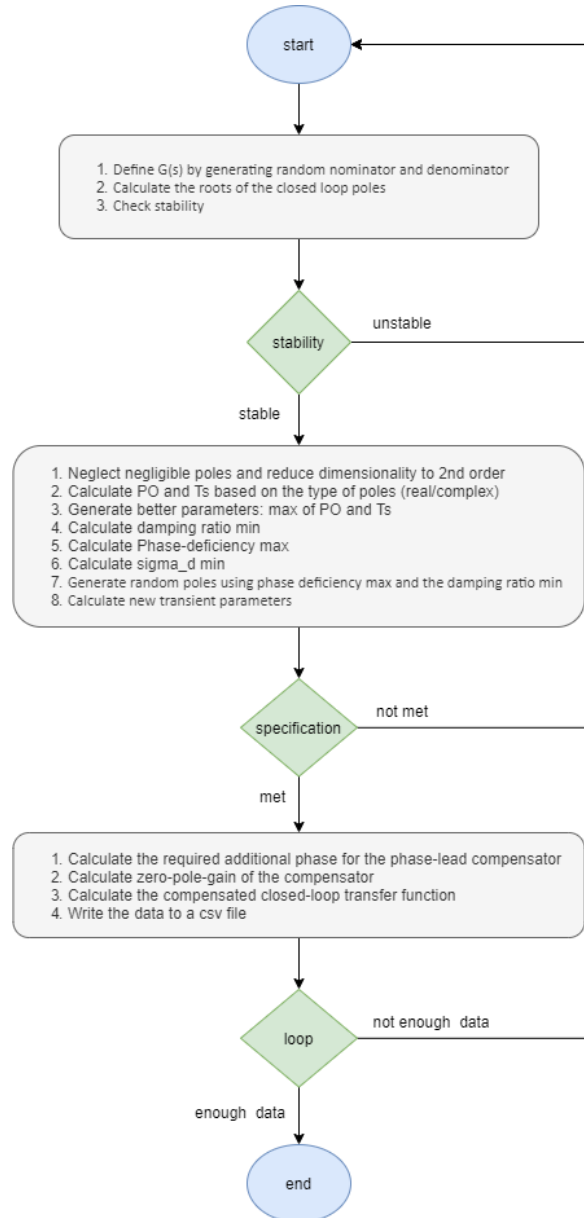 start
1. Define G(s) by generating random nominator and denominator
2. Calculate the roots of the closed loop poles
3. Check stability
stability
unstable
stable
1. Neglect negligible poles and reduce dimensionality to 2nd order
2. Calculate PO and Ts based on the type of poles (real/complex)
3. Generate better parameters: max of PO and Ts
4. Calculate damping ratio min
5. Calculate Phase-deficiency max
6. Calculate sigma_d min
7. Generate random poles using phase deficiency max and the damping ratio min
8. Calculate new transient parameters
specification
not met
met
1. Calculate the required additional phase for the phase-lead compensator
2. Calculate zero-pole-gain of the compensator
3. Calculate the compensated closed-loop transfer function
4. Write the data to a csv file
loop
not enough data
enough data
end